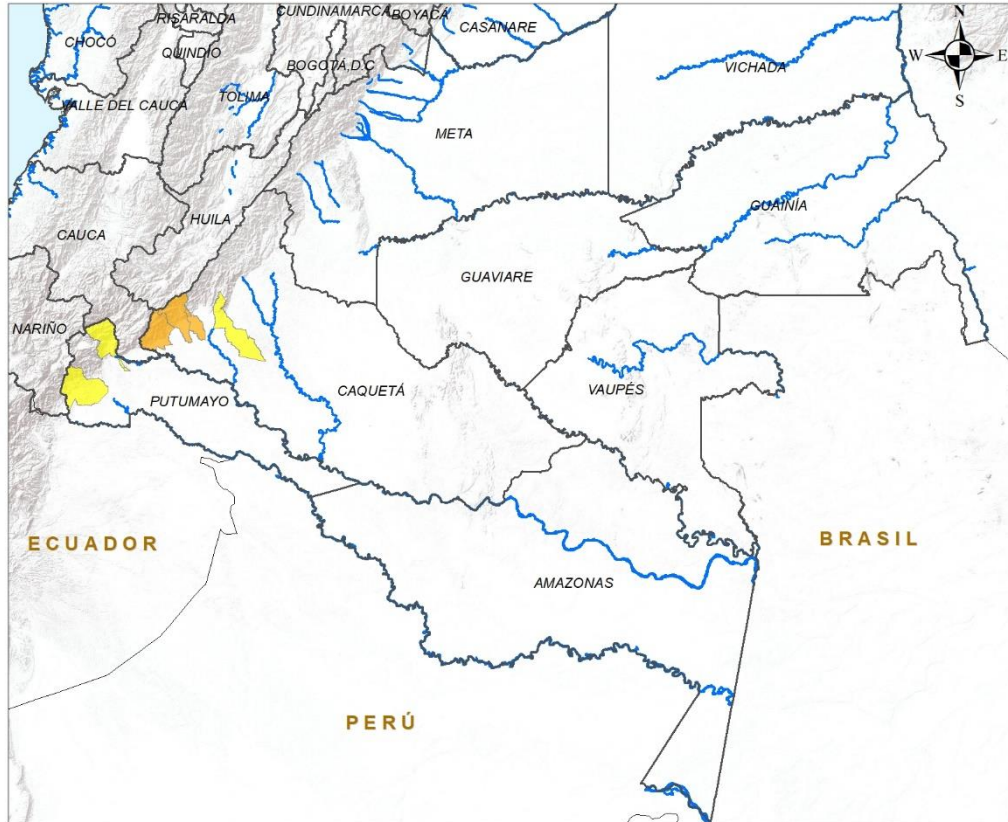 RISARALDA
CUNDINAMARCA
BOYACÁ
CASANARE
N
CHOCÓ
QUINDÍO
BOGOTÁ D.C
W
E
VICHADA
VALLE DEL CAUCA
TOLIMA
S
META
HUILA
GUAINÍA
CAUCA
GUAVIARE
NARIÑO
CAQUETÁ
VAUPÉS
PUTUMAYO
ECUADOR
BRASIL
AMAZONAS
PERÚ